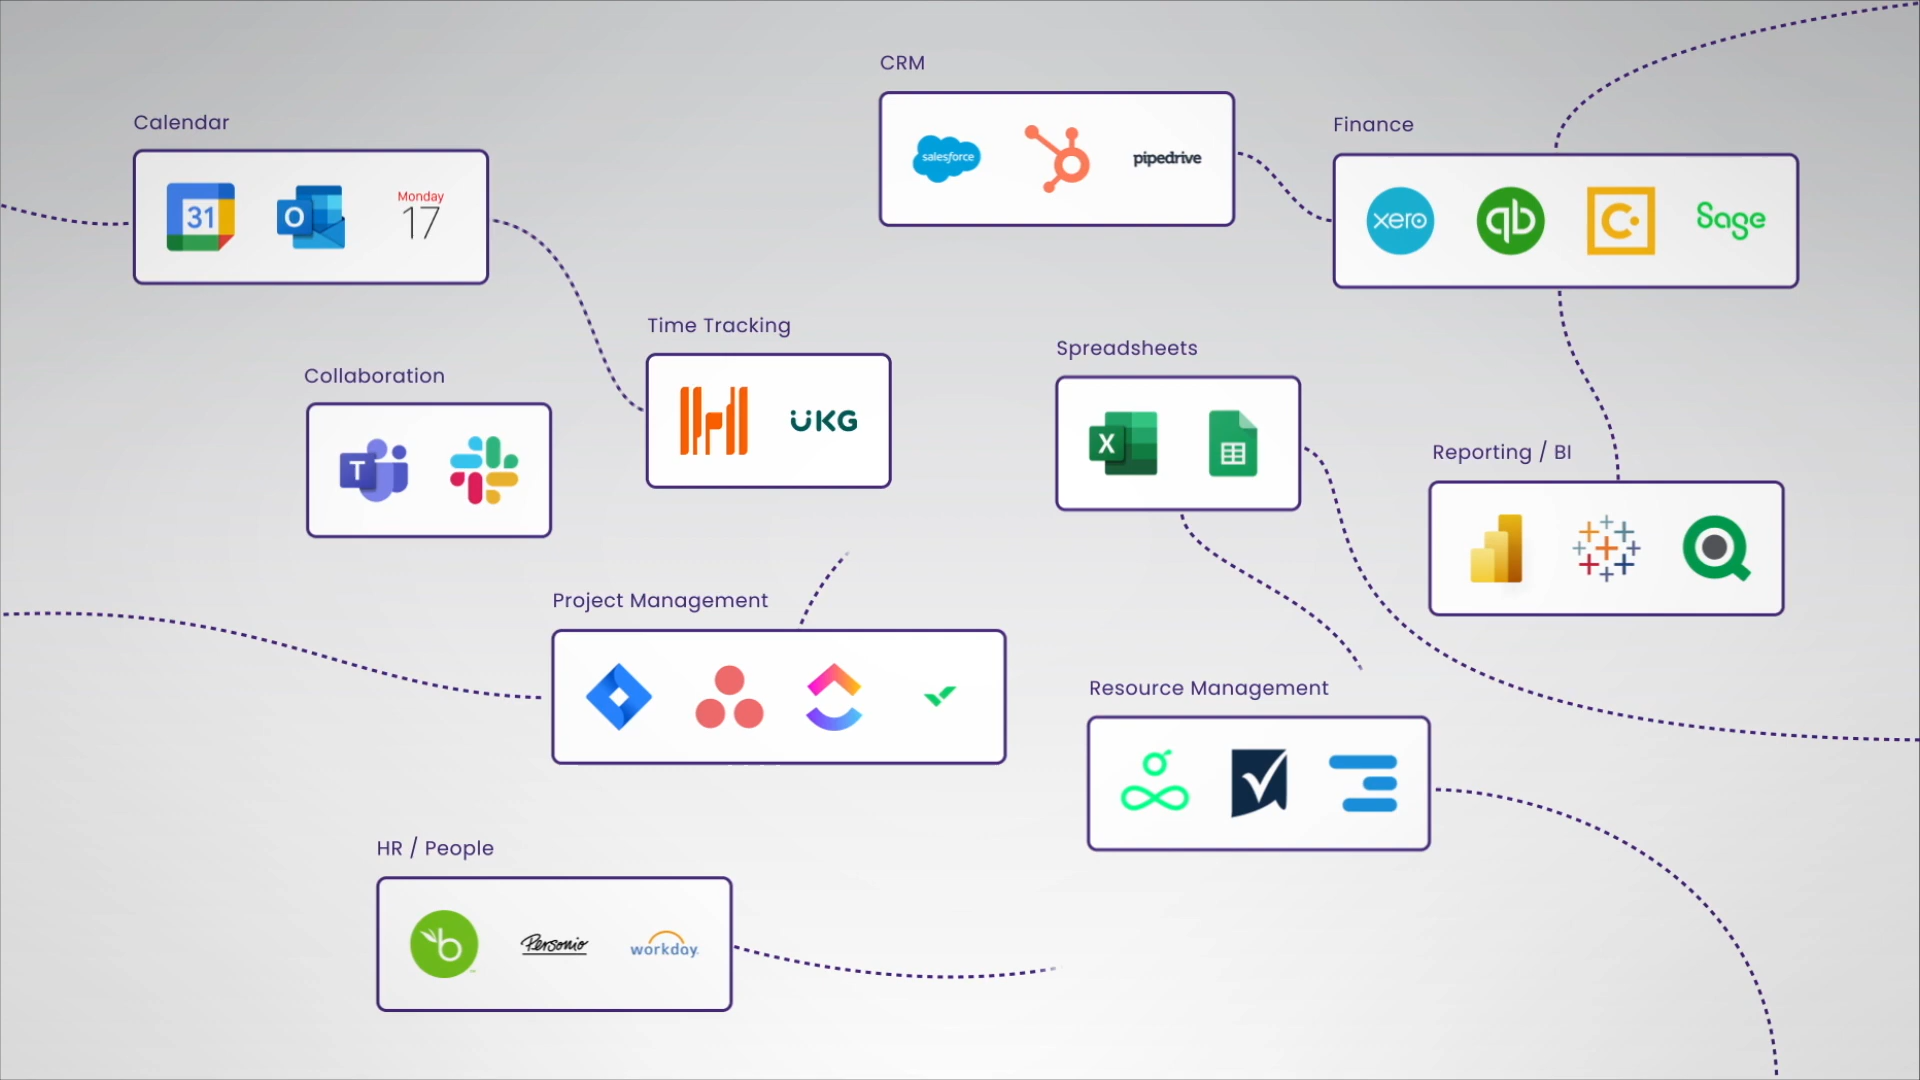 CRM
Calendar
Finance
salesforce
pipedrive
31
O
Monday
17
xero
qb
C
Sage
Time Tracking
Spreadsheets
Collaboration
UKG
X
T
Reporting / BI
Project Management
Resource Management
HR / People
b
Personio
workday